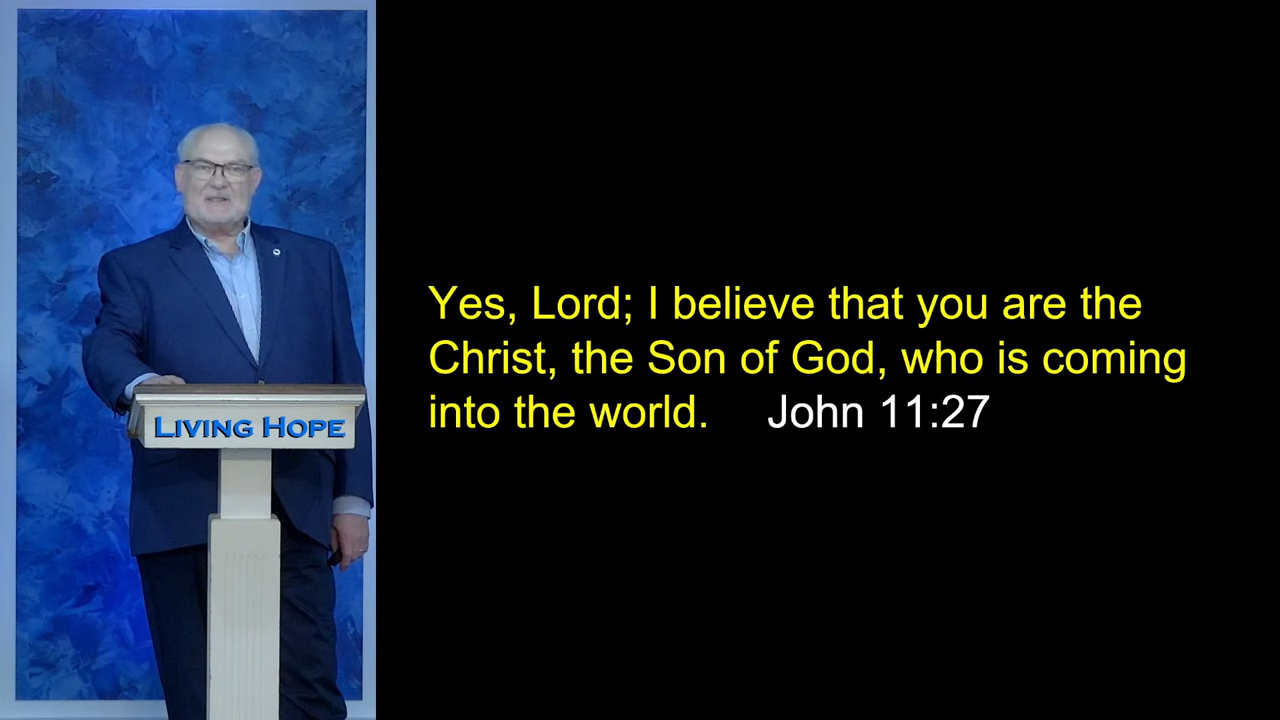 LIVING HOPE
Yes, Lord; I believe that you are the
Christ, the Son of God, who is coming
into the world. John 11:27